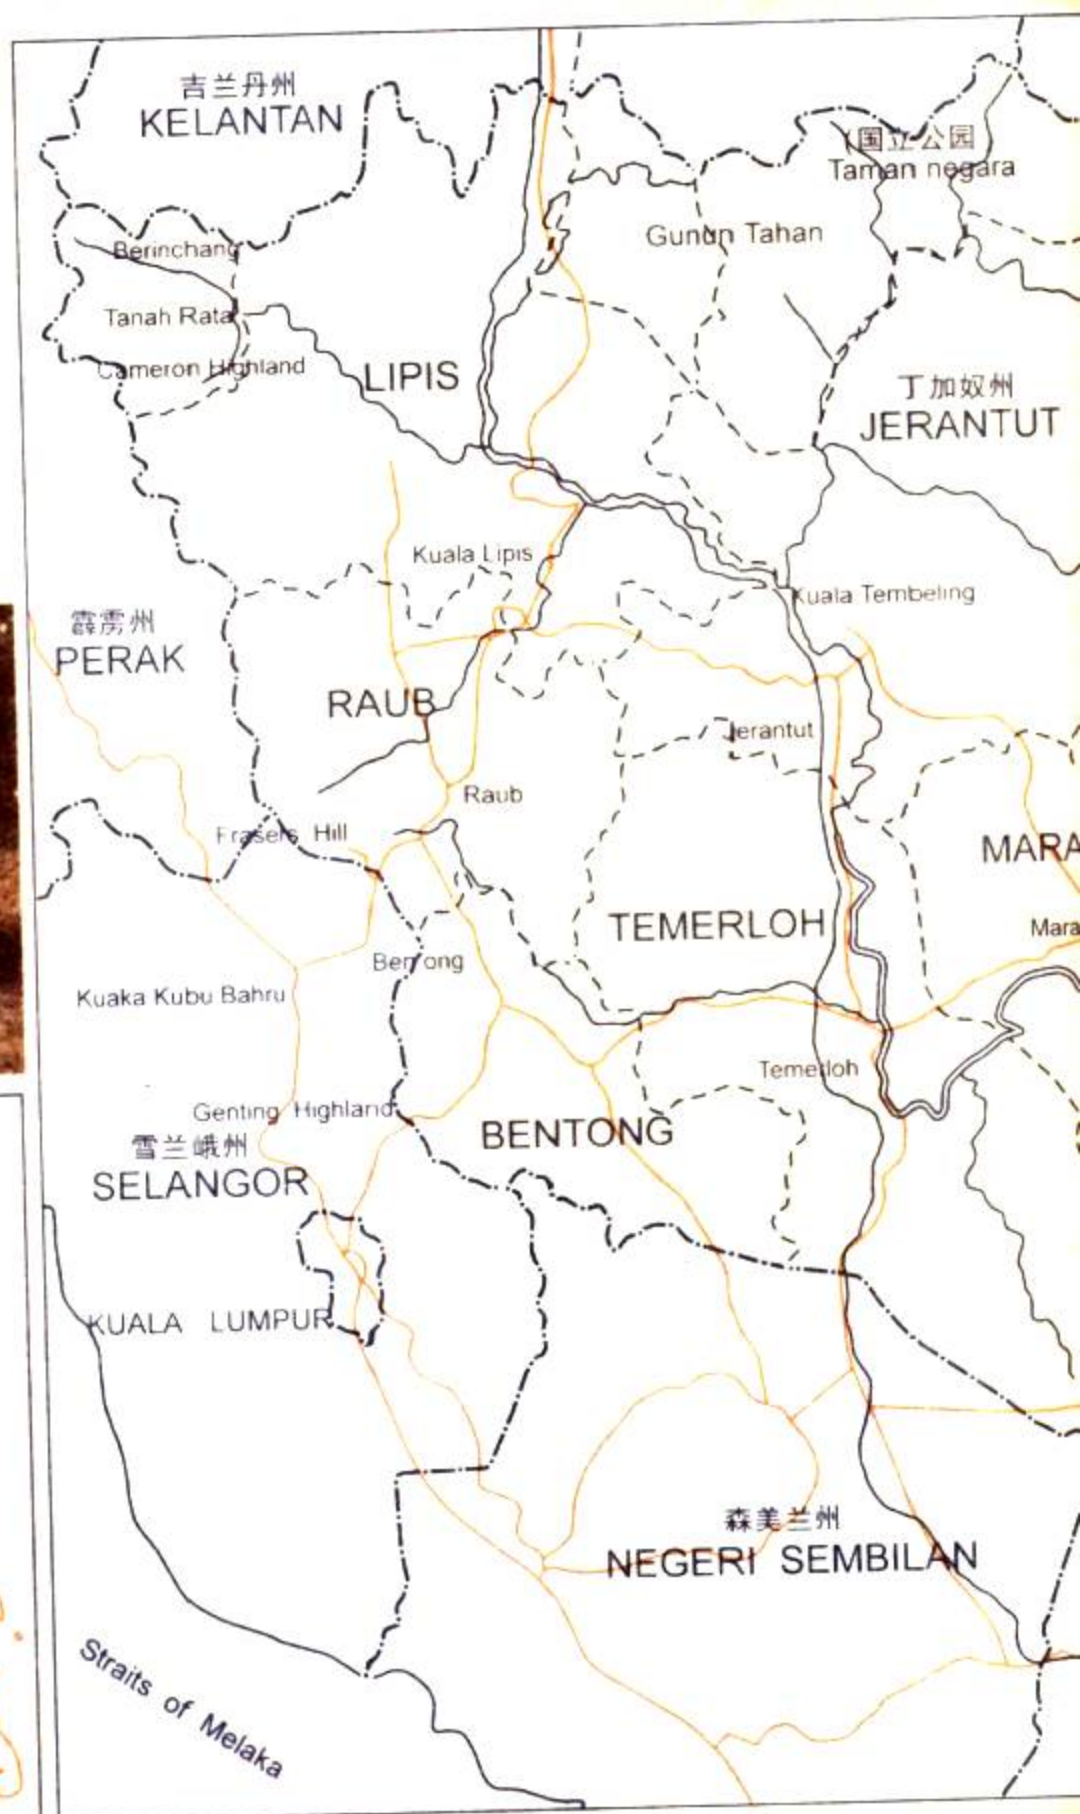 吉兰丹州
KELANTAN
(国立公园
Taman negara
Gunun Tahan
Berinchang
Tanah Rata
Cameron Highland
LIPIS
丁加奴州
JERANTUT
Kuala Lipis
Kuala Tembeling
霹雳州
PERAK
RAUB
Jerantut
Raub
Frasers Hill
MARA
TEMERLOH
Mara
Bentong
Kuaka Kubu Bahru
Temerloh
Genting Highland
BENTONG
雪兰峨州
SELANGOR
KUALA LUMPUR
森美兰州
NEGERI SEMBILAN
Straits of Melaka